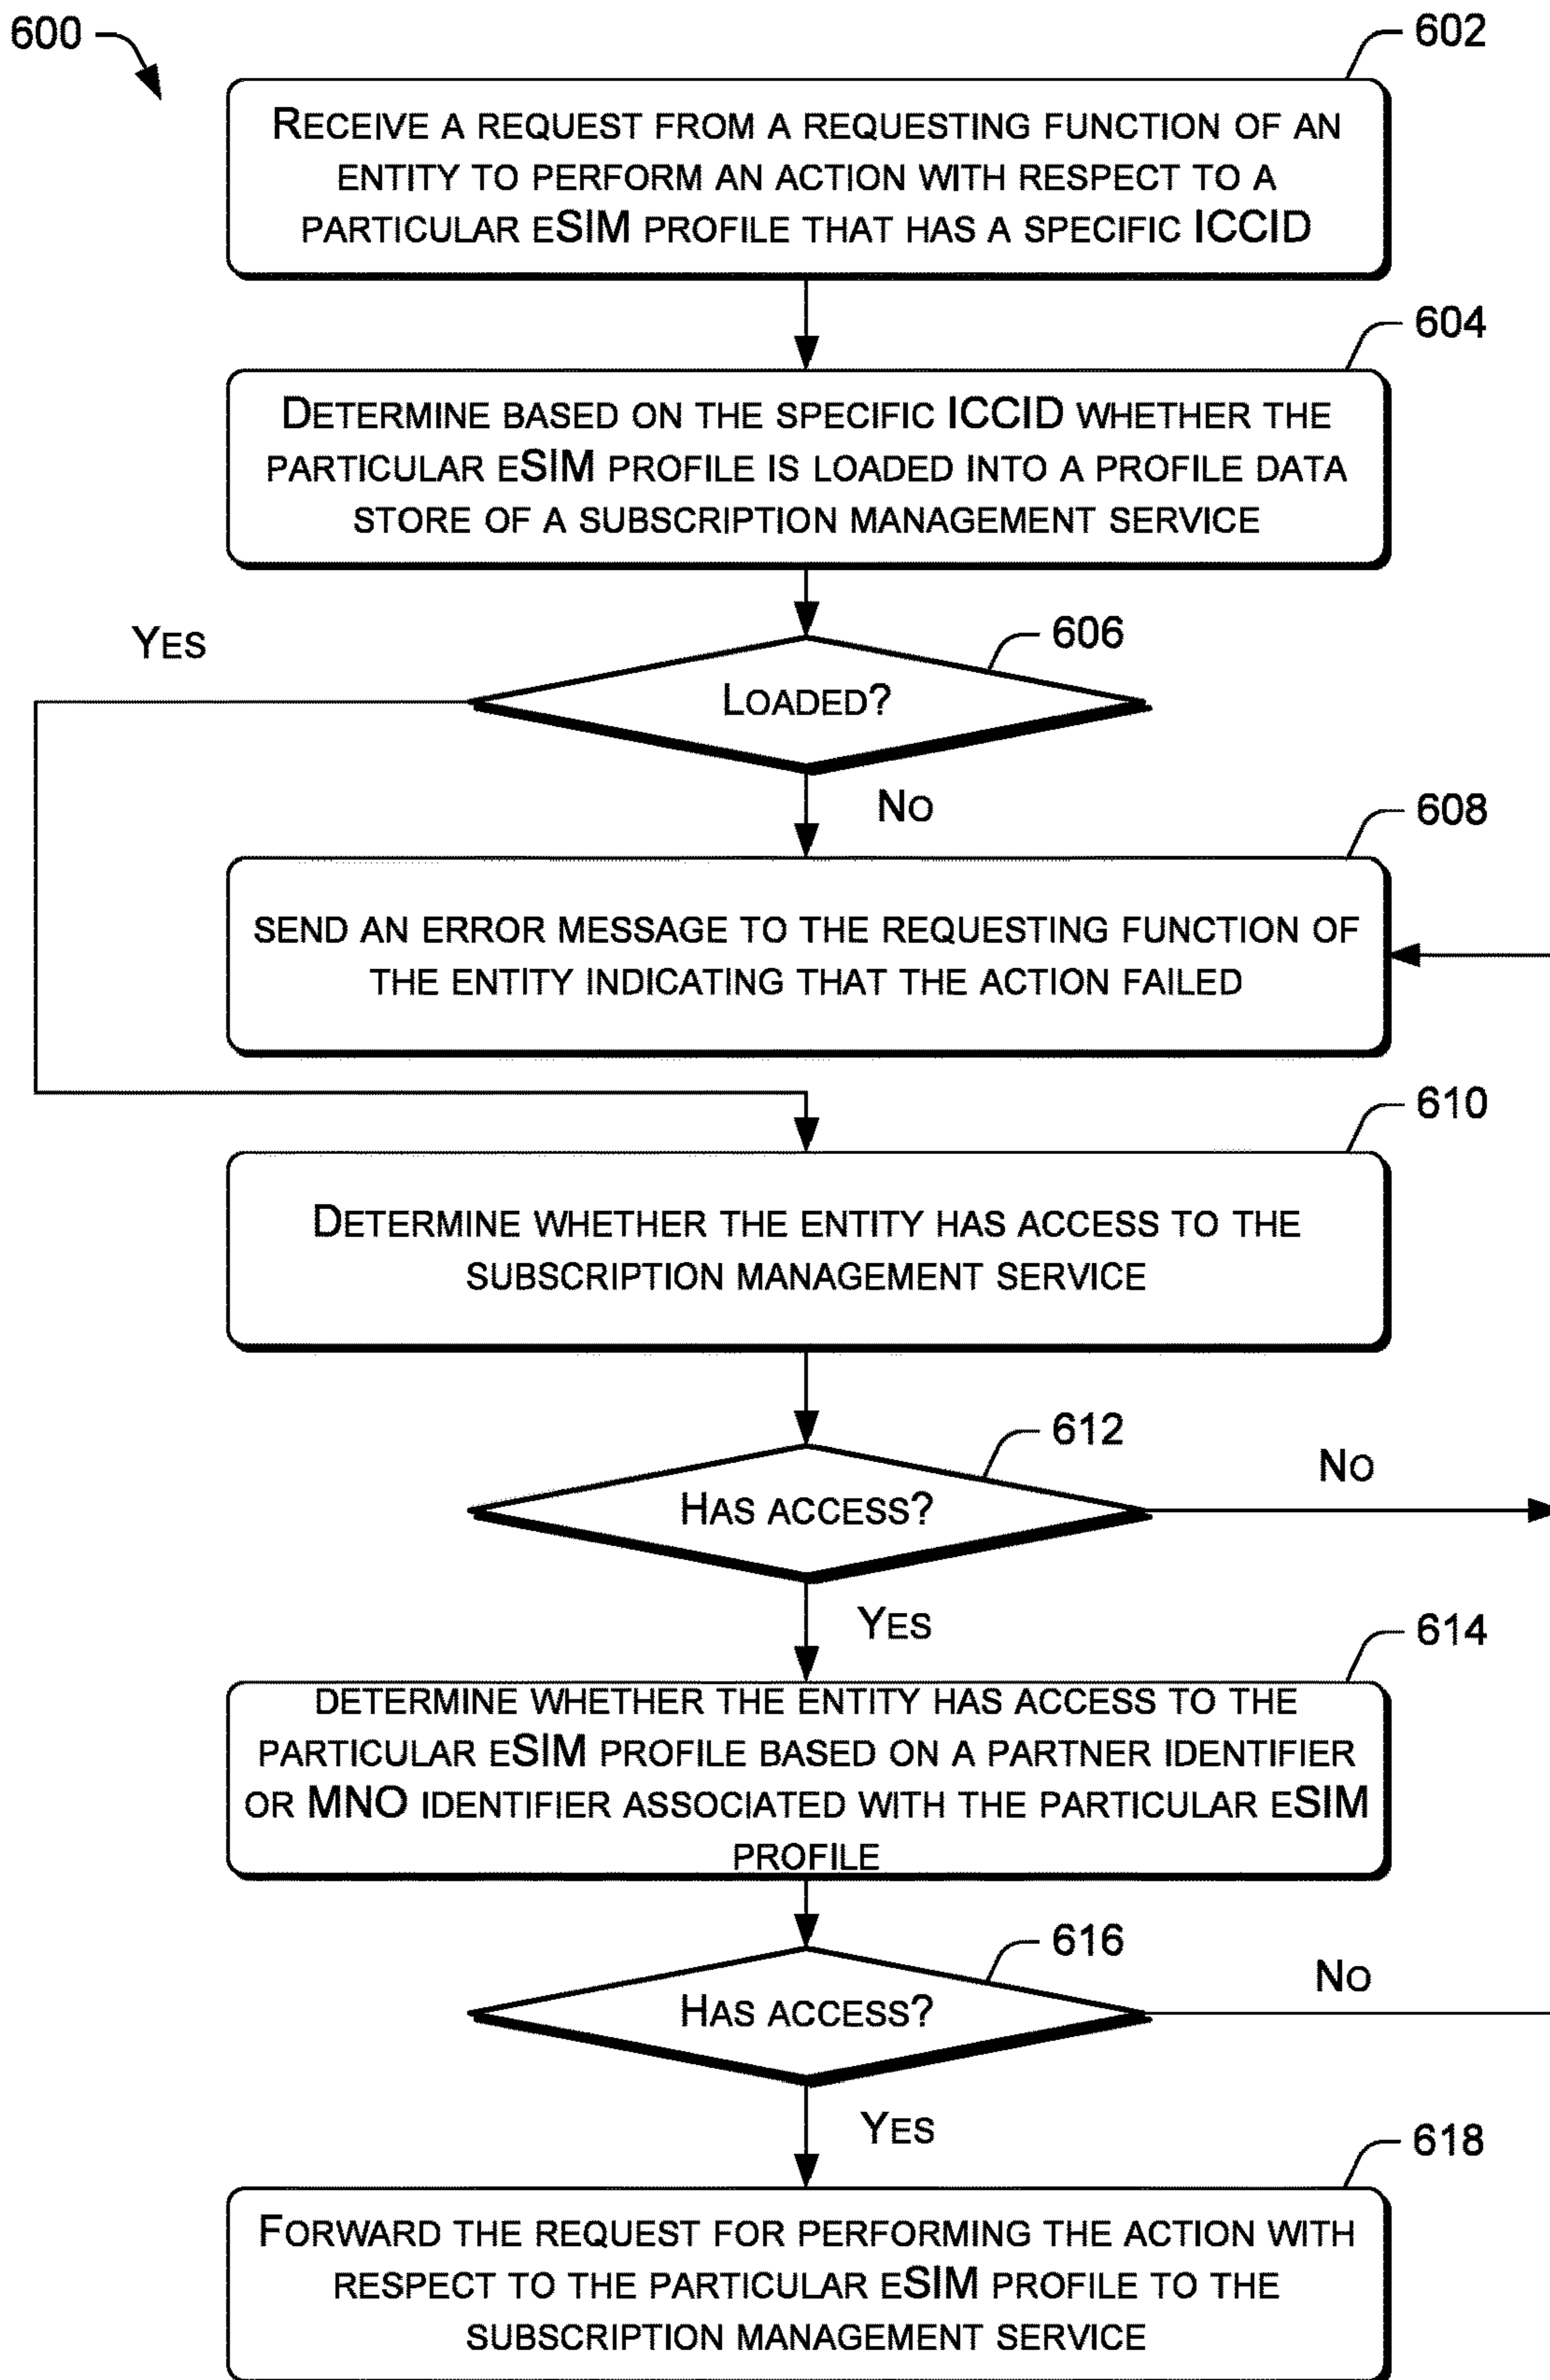 600
602
RECEIVE A REQUEST FROM A REQUESTING FUNCTION OF AN
ENTITY TO PERFORM AN ACTION WITH RESPECT TO A
PARTICULAR ESIM PROFILE THAT HAS A SPECIFIC ICCID
604
DETERMINE BASED ON THE SPECIFIC ICCID WHETHER THE
PARTICULAR ESIM PROFILE IS LOADED INTO A PROFILE DATA
STORE OF A SUBSCRIPTION MANAGEMENT SERVICE
YES
606
LOADED?
NO
608
SEND AN ERROR MESSAGE TO THE REQUESTING FUNCTION OF
THE ENTITY INDICATING THAT THE ACTION FAILED
610
DETERMINE WHETHER THE ENTITY HAS ACCESS TO THE
SUBSCRIPTION MANAGEMENT SERVICE
612
NO
HAS ACCESS?
YES
614
DETERMINE WHETHER THE ENTITY HAS ACCESS TO THE
PARTICULAR ESIM PROFILE BASED ON A PARTNER IDENTIFIER
OR MNO IDENTIFIER ASSOCIATED WITH THE PARTICULAR ESIM
PROFILE
616
NO
HAS ACCESS?
YES
618
FORWARD THE REQUEST FOR PERFORMING THE ACTION WITH
RESPECT TO THE PARTICULAR ESIM PROFILE TO THE
SUBSCRIPTION MANAGEMENT SERVICE